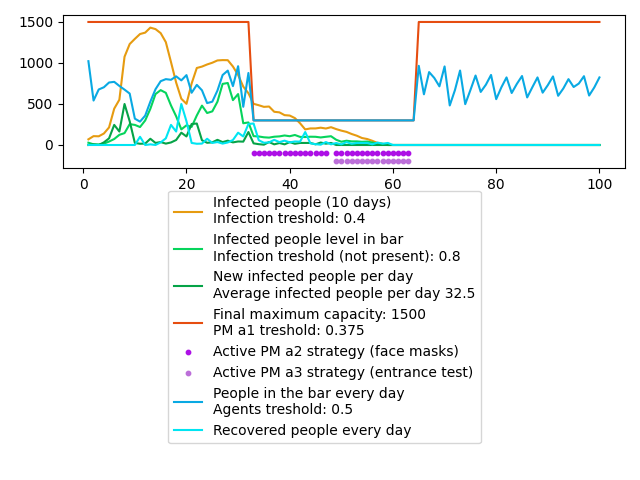 1500
1000
500
0
0
20
40
60
80
100
Infected people (10 days)
Infection treshold: 0.4
Infected people level in bar
Infection treshold (not present): 0.8
New infected people per day
Average infected people per day 32.5
Final maximum capacity: 1500
PM a1 treshold: 0.375
Active PM a2 strategy (face masks)
Active PM a3 strategy (entrance test)
People in the bar every day
Agents treshold: 0.5
Recovered people every day